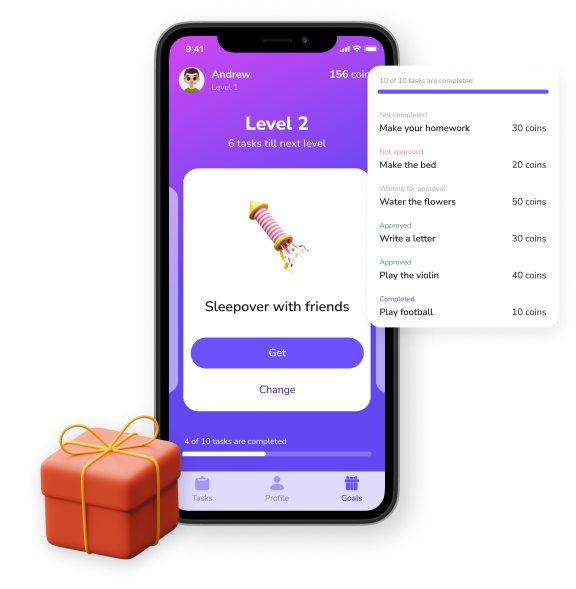 9:41
Andrew
Level 1
156 coin
Level 2
6 tasks till next level
Sleepover with friends
Get
Change
4 of 10 tasks are completed
Tasks
Profile
Goals
10 of 10 tasks are completed
Not completed
Make your homework 30 coins
Not approved
Make the bed 20 coins
Waiting for approval
Water the flowers 50 coins
Approved
Write a letter 30 coins
Approved
Play the violin 40 coins
Completed
Play football 10 coins